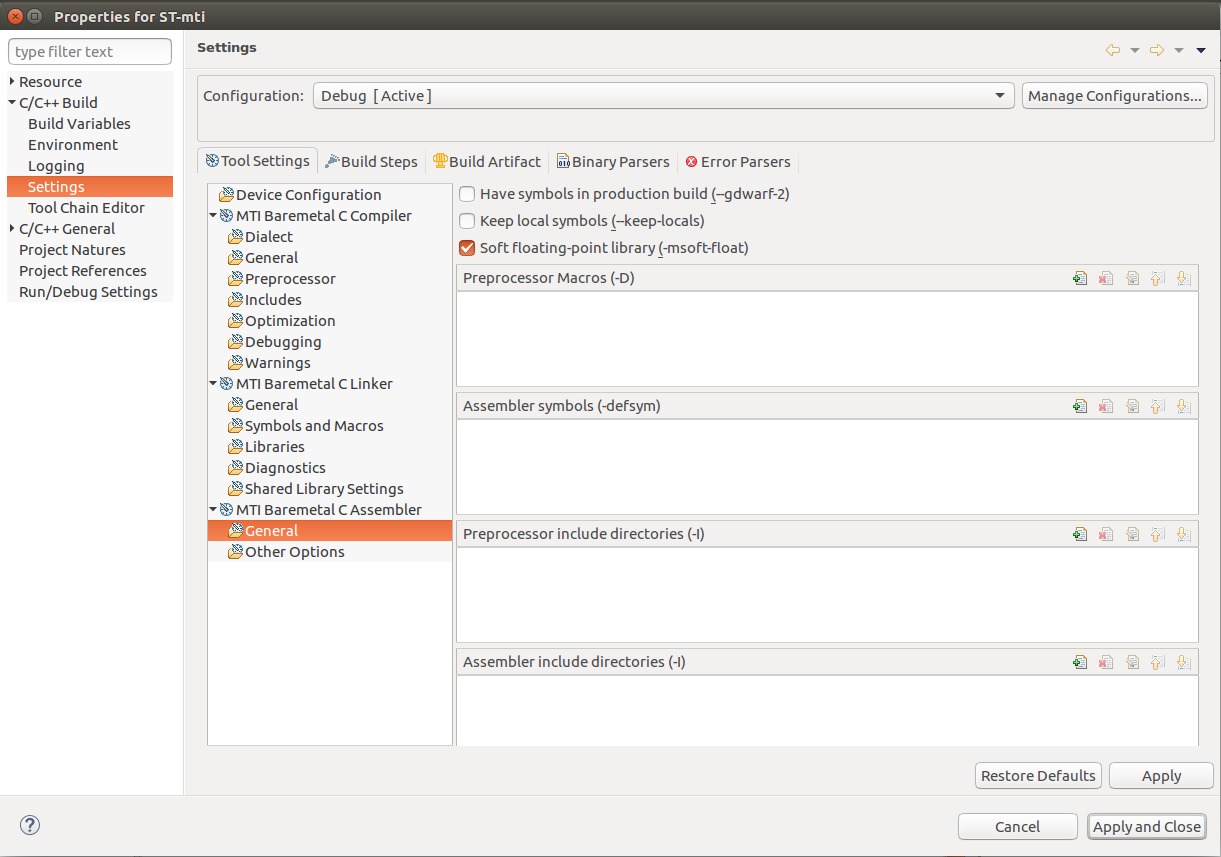 Properties for ST-mti
type filter text
Resource
C/C++ Build
Build Variables
Environment
Logging
Settings
Tool Chain Editor
C/C++ General
Project Natures
Project References
Run/Debug Settings
Settings
Configuration: Debug [ Active ] Manage Configurations...
Tool Settings Build Steps Build Artifact Binary Parsers Error Parsers
Device Configuration
MTI Baremetal C Compiler
Dialect
General
Preprocessor
Includes
Optimization
Debugging
Warnings
MTI Baremetal C Linker
General
Symbols and Macros
Libraries
Diagnostics
Shared Library Settings
MTI Baremetal C Assembler
General
Other Options
Have symbols in production build (--gdwarf-2)
Keep local symbols (--keep-locals)
Soft floating-point library (-msoft-float)
Preprocessor Macros (-D)
Assembler symbols (-defsym)
Preprocessor include directories (-I)
Assembler include directories (-I)
Restore Defaults Apply
? Cancel Apply and Close